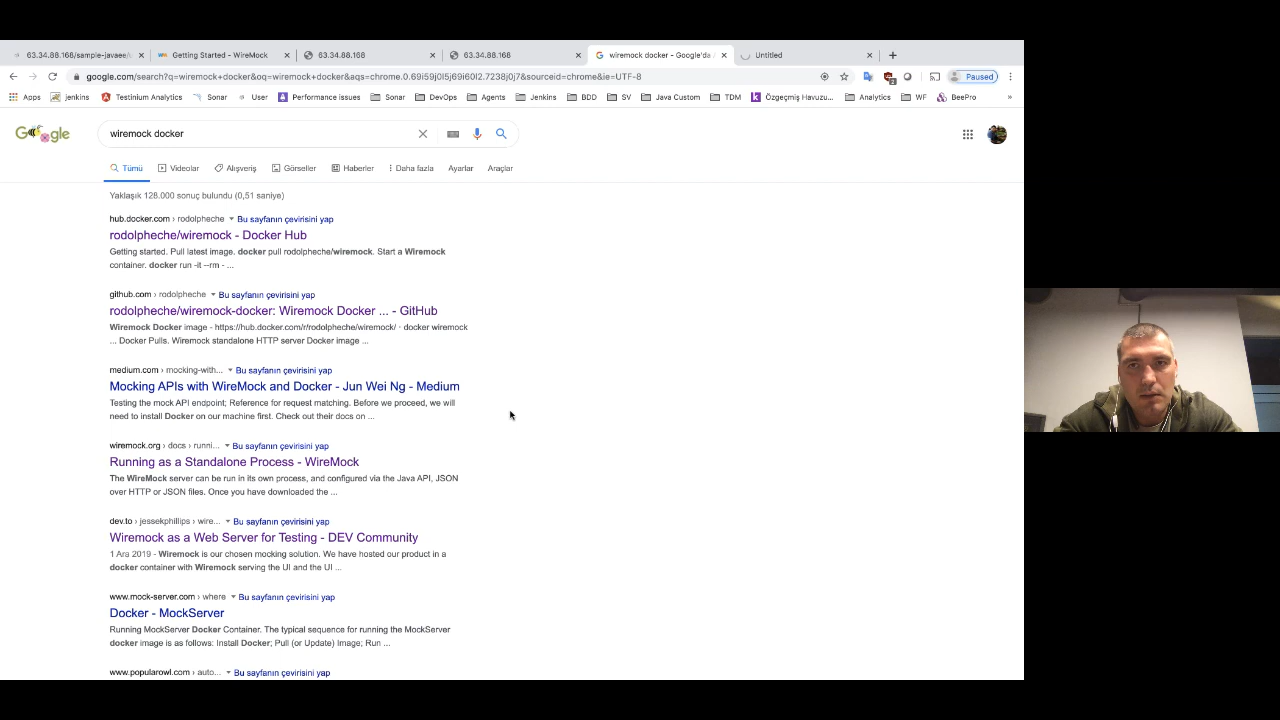 63.34.88.168/sample-javaee/
Getting Started - WireMock
63.34.88.168
63.34.88.168
wiremock docker - Google'da
Untitled
google.com/search?q=wiremock+docker&oq=wiremock+docker&aqs=chrome.0.69i59j0l5j69i60l2.7238j0j7&sourceid=chrome&ie=UTF-8
Paused
Apps jenkins Testinium Analytics Sonar User Performance issues Sonar DevOps Agents Jenkins BDD SV Java Custom TDM Özgeçmiş Havuzu... Analytics WF BeePro »
wiremock docker
Tümü Videolar Alışveriş Görseller Haberler Daha fazla Ayarlar Araçlar
Yaklaşık 128.000 sonuç bulundu (0,51 saniye)
hub.docker.com › rodolpheche Bu sayfanın çevirisini yap
rodolpheche/wiremock - Docker Hub
Getting started. Pull latest image. docker pull rodolpheche/wiremock. Start a Wiremock
container. docker run -it --rm - ...
github.com › rodolpheche Bu sayfanın çevirisini yap
rodolpheche/wiremock-docker: Wiremock Docker ... - GitHub
Wiremock Docker image - https://hub.docker.com/r/rodolpheche/wiremock/ · docker wiremock
... Docker Pulls. Wiremock standalone HTTP server Docker image ...
medium.com › mocking-with... Bu sayfanın çevirisini yap
Mocking APIs with WireMock and Docker - Jun Wei Ng - Medium
Testing the mock API endpoint; Reference for request matching. Before we proceed, we will
need to install Docker on our machine first. Check out their docs on ...
wiremock.org › docs › runni... Bu sayfanın çevirisini yap
Running as a Standalone Process - WireMock
The WireMock server can be run in its own process, and configured via the Java API, JSON
over HTTP or JSON files. Once you have downloaded the ...
dev.to › jessekphillips › wire... Bu sayfanın çevirisini yap
Wiremock as a Web Server for Testing - DEV Community
1 Ara 2019 - Wiremock is our chosen mocking solution. We have hosted our product in a
docker container with Wiremock serving the UI and the UI ...
www.mock-server.com › where Bu sayfanın çevirisini yap
Docker - MockServer
Running MockServer Docker Container. The typical sequence for running the MockServer
docker image is as follows: Install Docker; Pull (or Update) Image; Run ...
www.popularowl.com › auto... Bu sayfanın çevirisini yap